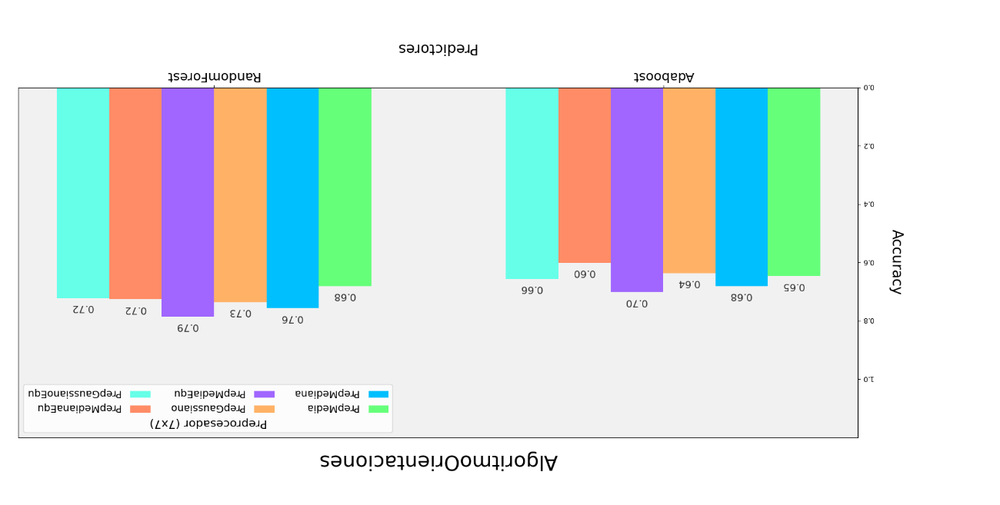 AlgoritmoOrientaciones
Preprocesador (7x7)
PrepMedia PrepGaussiano PrepMedianaEqu
PrepMediana PrepMediaEqu PrepGaussianoEqu
Accuracy
1.0
0.8
0.6
0.4
0.2
0.0
0.65 0.68 0.64 0.70 0.60 0.66
0.68 0.76 0.73 0.79 0.72 0.72
Adaboost RandomForest
Predictores